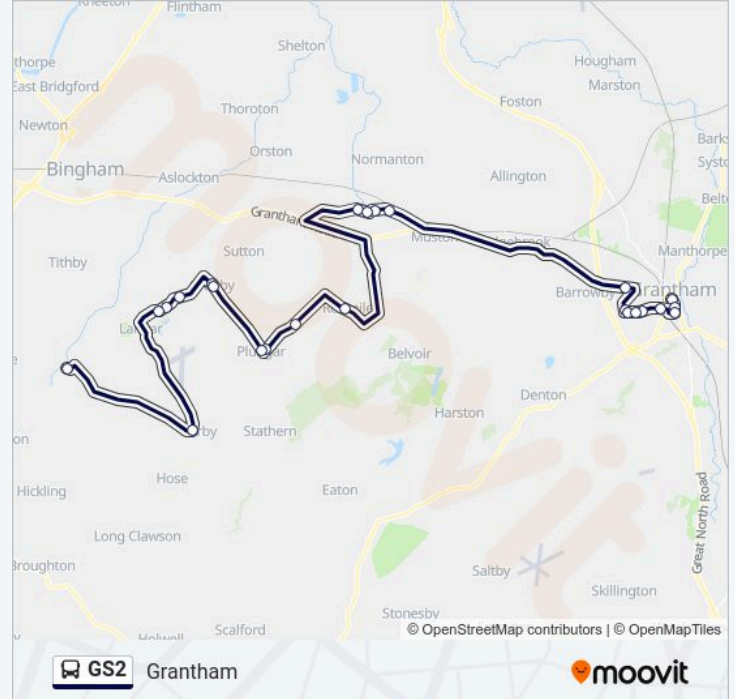 Kneeton
Flintham
Shelton
Hougham
Marston
thorpe
East Bridgford
Foston
Thoroton
Newton
Orston
Normanton
Bingham
Aslockton
Allington
Grantham
Muston
Sutton
Manthorpe
Tithby
Barrowby
Belvoir
Denton
Harston
Stathern
Hose
Eaton
Hickling
Long Clawson
Great North Road
Saltby
Skillington
Stonesby
Scalford
© OpenStreetMap contributors | © OpenMapTiles
GS2 Grantham
moovit